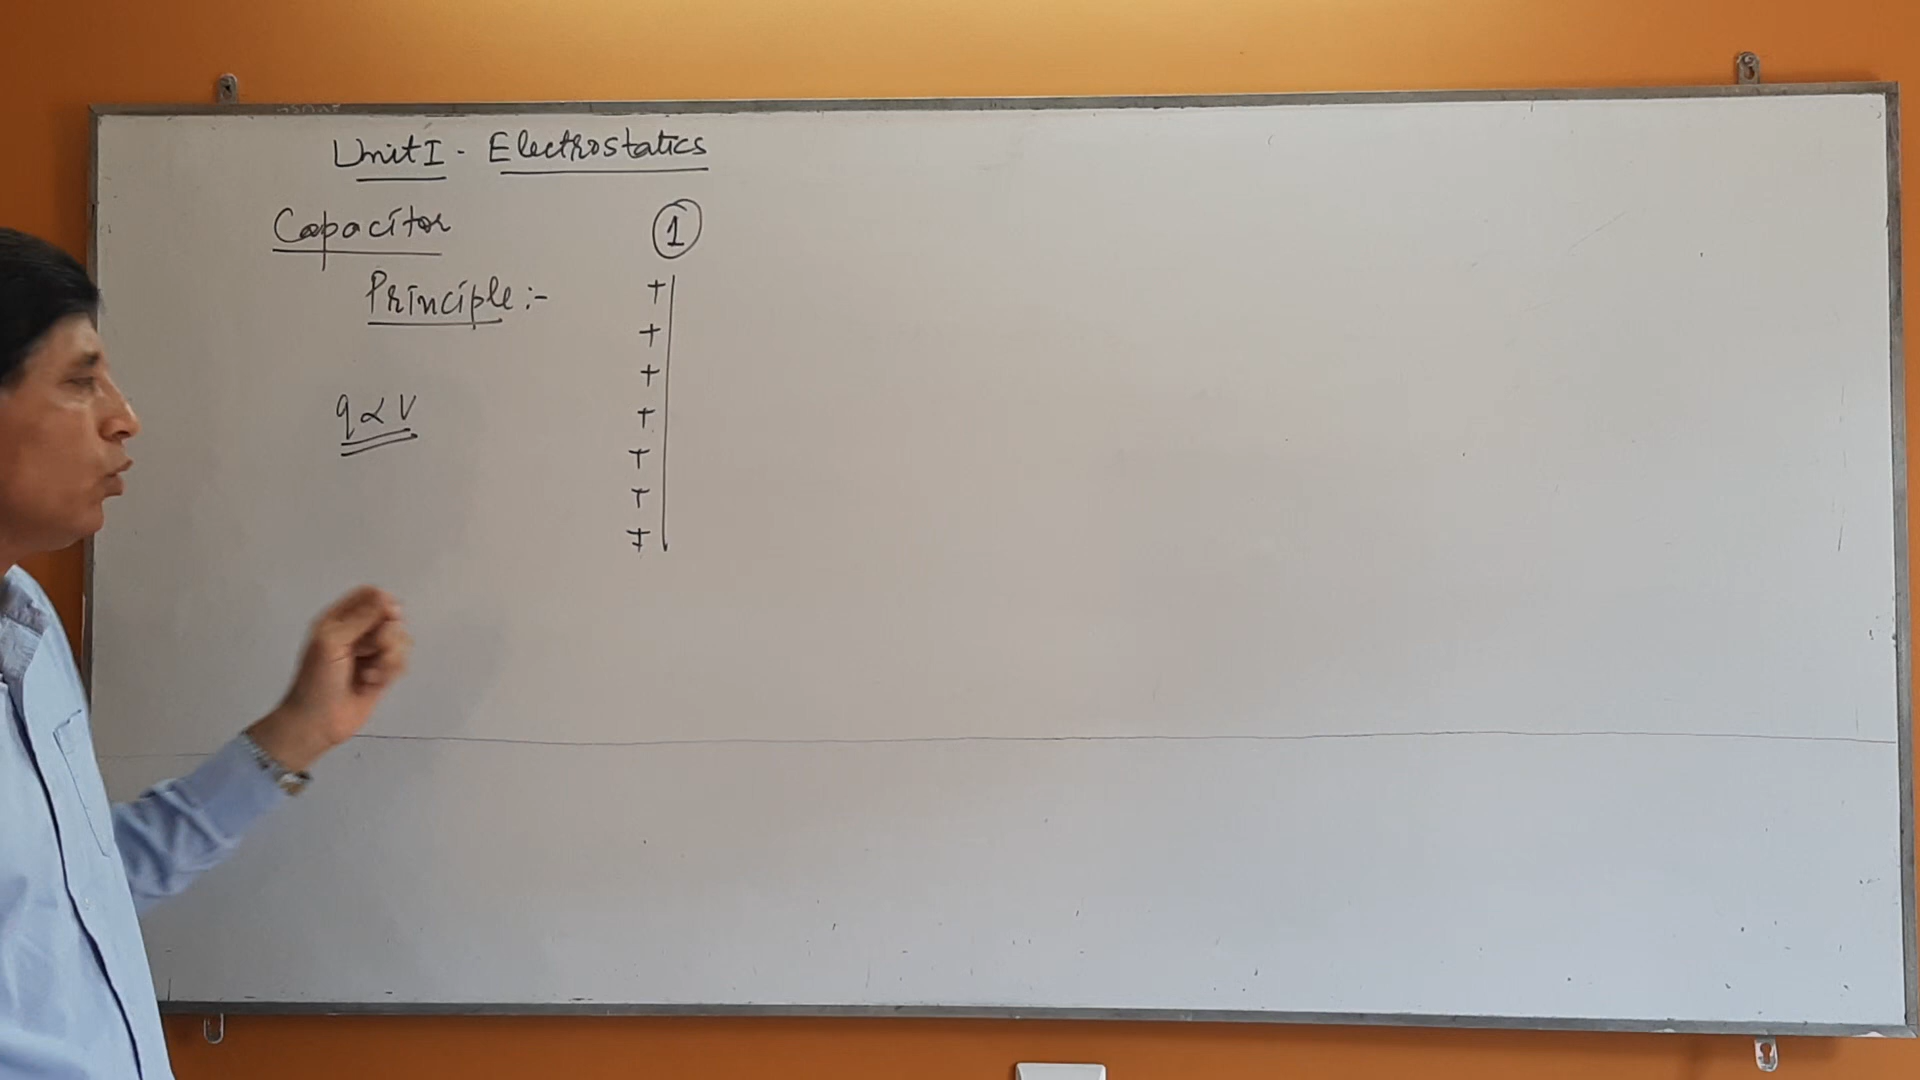 Unit I - Electrostatics
Capacitor
1
Principle :-
+
+
+
q ∝ V
+
+
+
+